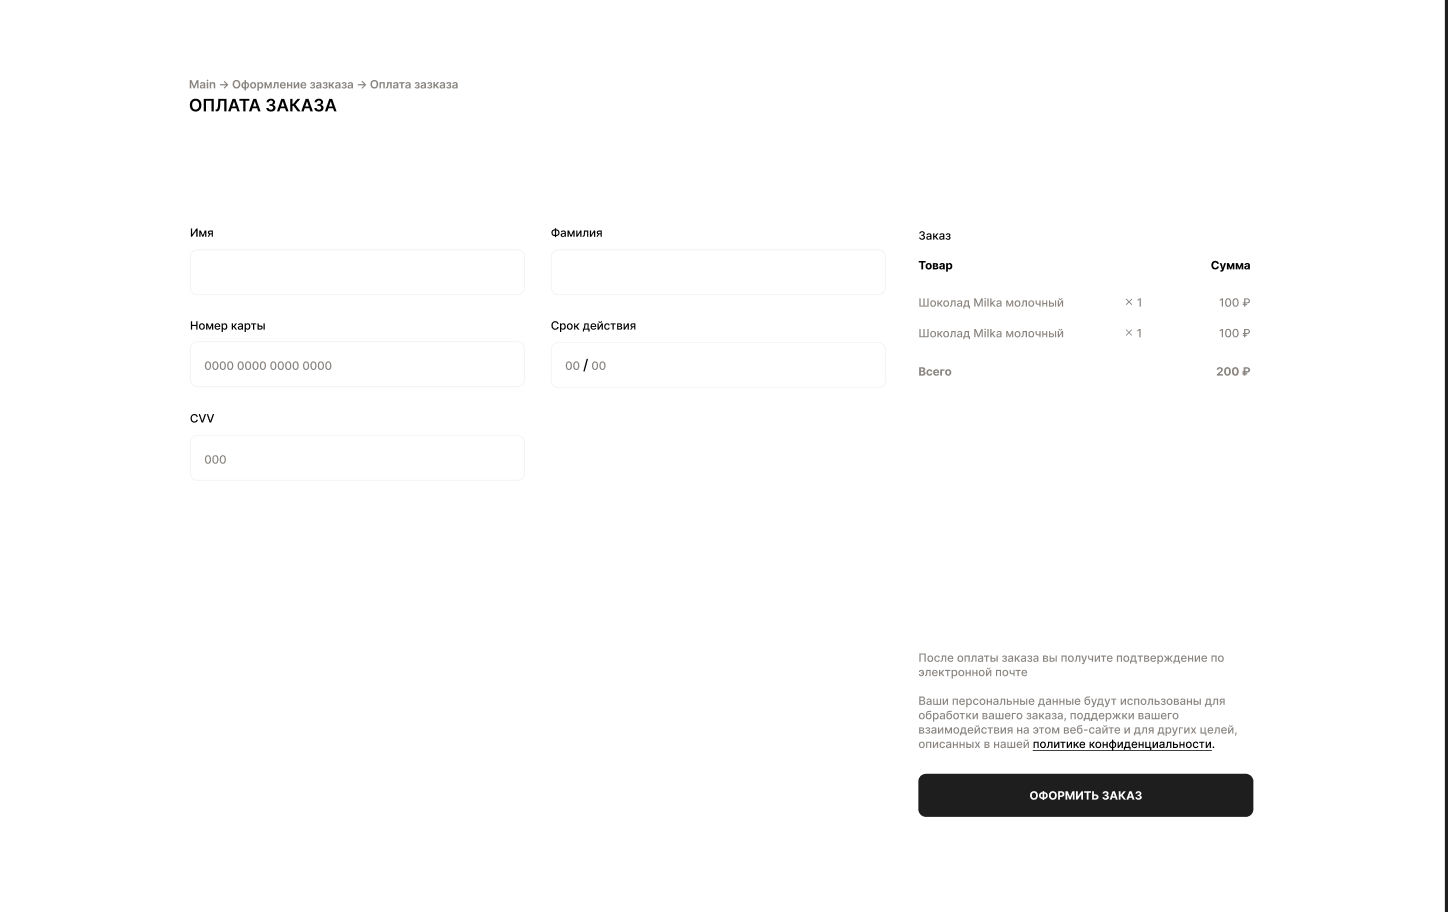 Main → Оформление зазказа → Оплата зазказа
ОПЛАТА ЗАКАЗА
Имя
Фамилия
Номер карты
0000 0000 0000 0000
Срок действия
00 / 00
CVV
000
Заказ
Товар Сумма
Шоколад Milka молочный × 1 100 ₽
Шоколад Milka молочный × 1 100 ₽
Всего 200 ₽
После оплаты заказа вы получите подтверждение по
электронной почте
Ваши персональные данные будут использованы для
обработки вашего заказа, поддержки вашего
взаимодействия на этом веб-сайте и для других целей,
описанных в нашей политике конфиденциальности.
ОФОРМИТЬ ЗАКАЗ